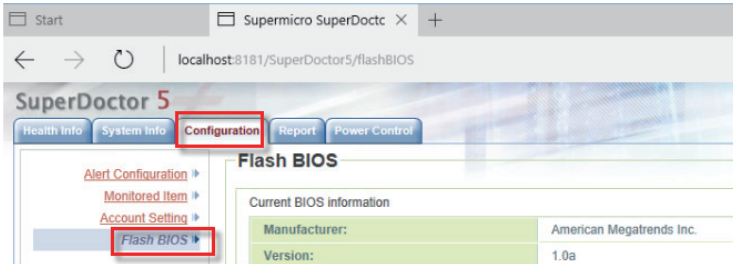 Start
Supermicro SuperDoctc
localhost:8181/SuperDoctor5/flashBIOS
SuperDoctor 5
Health Info System Info Configuration Report Power Control
Flash BIOS
Alert Configuration
Monitored Item
Account Setting
Flash BIOS
Current BIOS information
Manufacturer: American Megatrends Inc.
Version: 1.0a